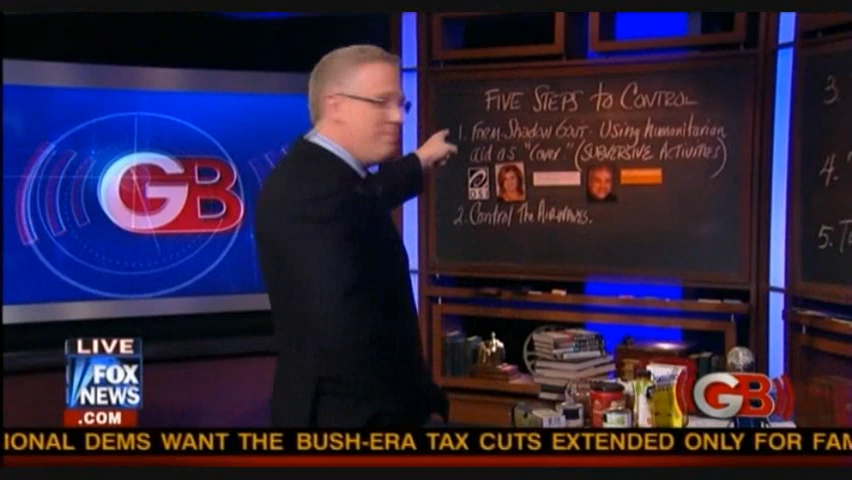 GB
FIVE STEPS to CONTROL
1. Form Shadow Gov't - Using humanitarian
aid as "cover." (SUBVERSIVE ACTIVITIES)
OSI
2. Control The AIRWAVES.
3.
4.
5. T
LIVE
FOX
NEWS
.COM
GB
IONAL DEMS WANT THE BUSH-ERA TAX CUTS EXTENDED ONLY FOR FAM